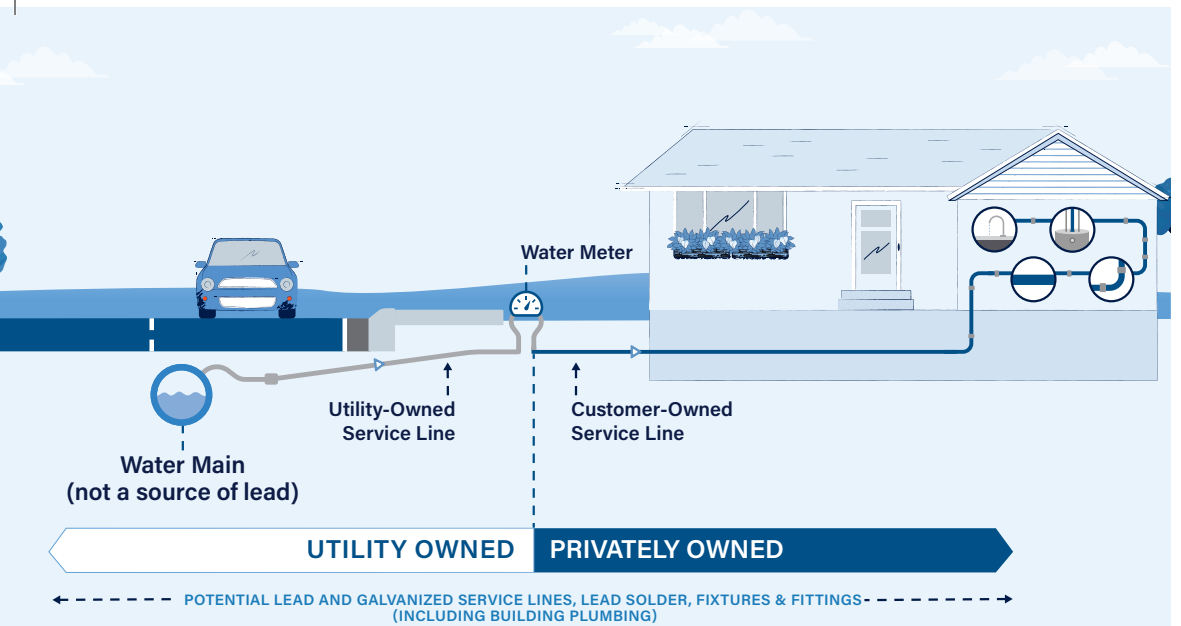 Water Meter
Utility-Owned
Service Line
Customer-Owned
Service Line
Water Main
(not a source of lead)
UTILITY OWNED
PRIVATELY OWNED
POTENTIAL LEAD AND GALVANIZED SERVICE LINES, LEAD SOLDER, FIXTURES & FITTINGS
(INCLUDING BUILDING PLUMBING)